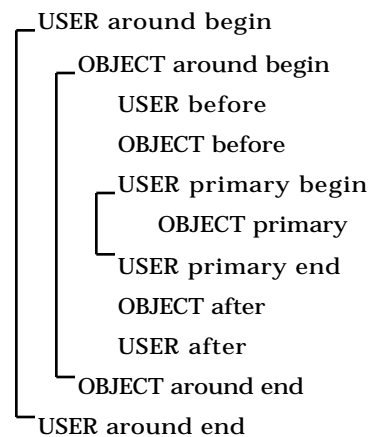 USER around begin
OBJECT around begin
USER before
OBJECT before
USER primary begin
OBJECT primary
USER primary end
OBJECT after
USER after
OBJECT around end
USER around end